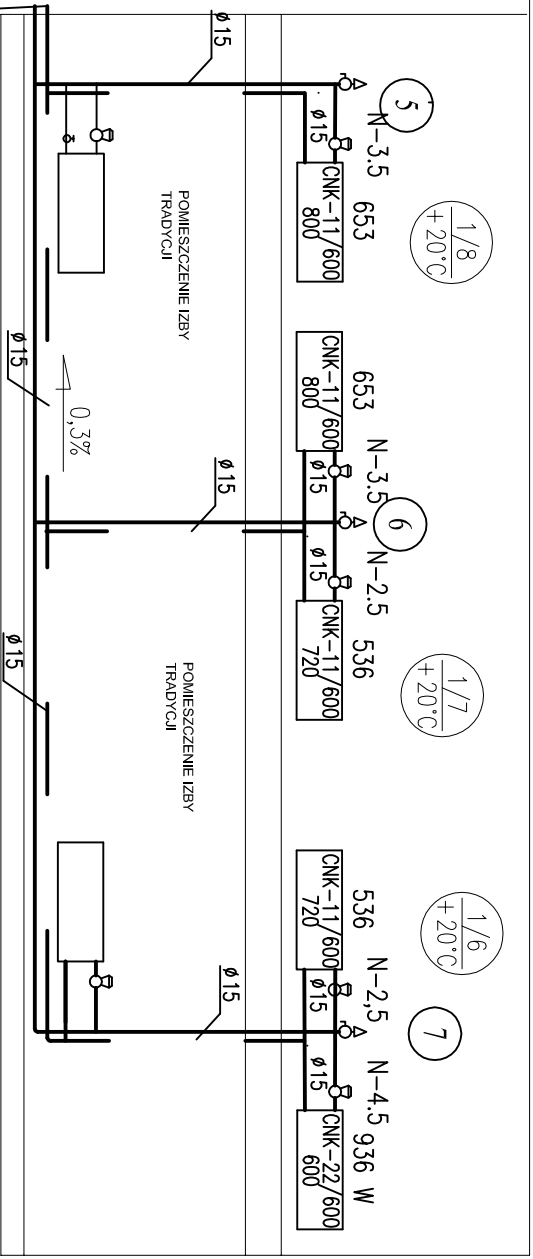 5
6
7
1/8
+ 20°C
1/7
+ 20°C
1/6
+ 20°C
N-3.5
653
653
N-3.5
N-2.5
536
536
N-2,5
N-4.5
936 W
CNK-11/600
800
CNK-11/600
800
CNK-11/600
720
CNK-11/600
720
CNK-22/600
600
ø15
ø15
ø15
ø15
ø15
ø15
ø15
ø15
POMIESZCZENIE IZBY
TRADYCJI
POMIESZCZENIE IZBY
TRADYCJI
0,3%
ø15
ø15